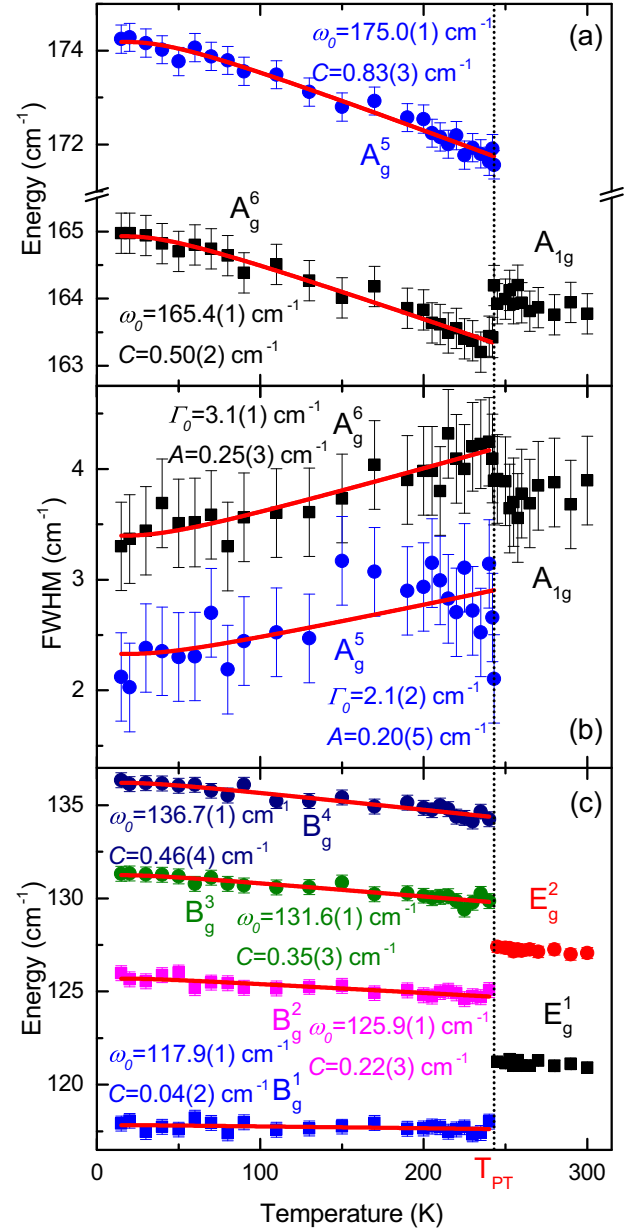 (a)
ω₀=175.0(1) cm⁻¹
C=0.83(3) cm⁻¹
174
172
A_g^5
Energy (cm⁻¹)
A_g^6
165
A_1g
164
ω₀=165.4(1) cm⁻¹
163
C=0.50(2) cm⁻¹
Γ₀=3.1(1) cm⁻¹
A_g^6
A=0.25(3) cm⁻¹
4
FWHM (cm⁻¹)
3
A_1g
A_g^5
2
Γ₀=2.1(2) cm⁻¹
A=0.20(5) cm⁻¹
(b)
(c)
135
ω₀=136.7(1) cm⁻¹
B_g^4
C=0.46(4) cm⁻¹
130
B_g^3
ω₀=131.6(1) cm⁻¹
E_g^2
C=0.35(3) cm⁻¹
Energy (cm⁻¹)
125
B_g^2
ω₀=125.9(1) cm⁻¹
E_g^1
ω₀=117.9(1) cm⁻¹
C=0.22(3) cm⁻¹
C=0.04(2) cm⁻¹
B_g^1
120
0 100 200 T_PT 300
Temperature (K)